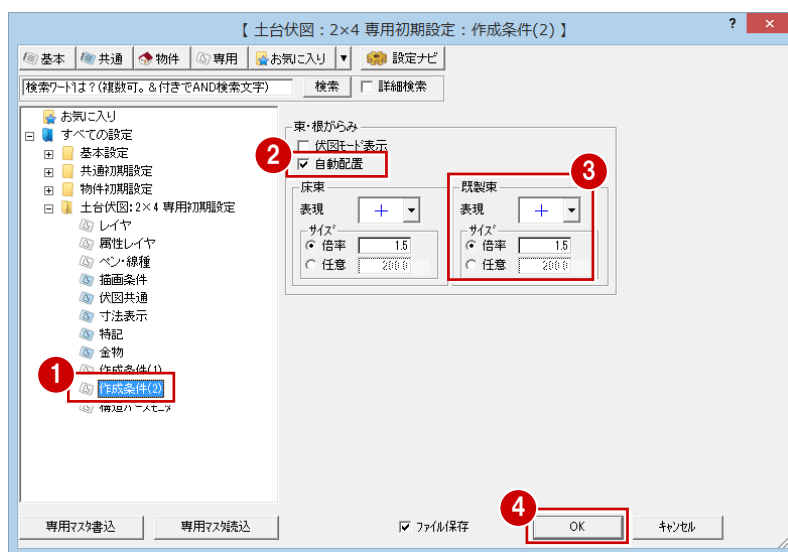 【 土台伏図：2×4 専用初期設定：作成条件(2) 】 ? ×
基本 共通 物件 専用 お気に入り ▼ 設定ナビ
検索ワードは？(複数可。＆付きでAND検索文字) 検索 詳細検索
お気に入り
すべての設定
基本設定
共通初期設定
物件初期設定
土台伏図:2×4 専用初期設定
レイヤ
属性レイヤ
ペン・線種
描画条件
伏図共通
寸法表示
特記
金物
作成条件(1)
1
作成条件(2)
構造パースモニタ
束・根がらみ
伏図モード表示
2
自動配置
3
床束 既製束
表現 表現
サイズ サイズ
倍率 1.5 倍率 1.5
任意 200.0 任意 200.0
4
専用マスタ書込 専用マスタ読込 ファイル保存 OK キャンセル